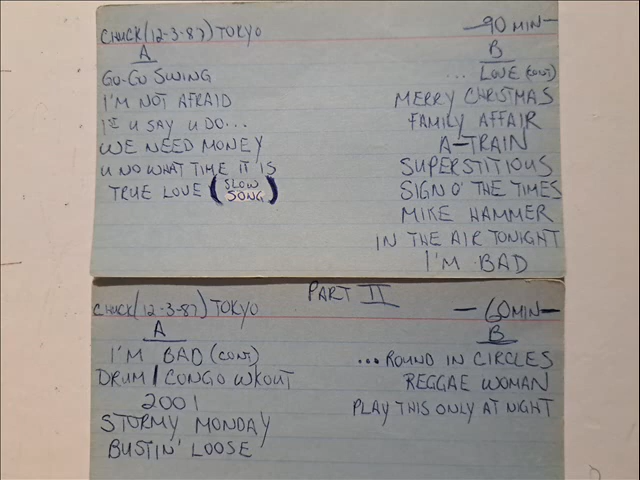 CHUCK (12-3-87) TOKYO
A
GO-GO SWING
I'M NOT AFRAID
IF U SAY U DO...
WE NEED MONEY
U NO WHAT TIME IT IS
TRUE LOVE (SLOW SONG)
—90 MIN—
B
... LOVE (CONT)
MERRY CHRISTMAS
FAMILY AFFAIR
A-TRAIN
SUPERSTITIOUS
SIGN O' THE TIMES
MIKE HAMMER
IN THE AIR TONIGHT
I'M BAD
PART II
CHUCK (12-3-87) TOKYO
A
I'M BAD (CONT)
DRUM/CONGO WKOUT
2001
STORMY MONDAY
BUSTIN' LOOSE
—60 MIN—
B
...ROUND IN CIRCLES
REGGAE WOMAN
PLAY THIS ONLY AT NIGHT